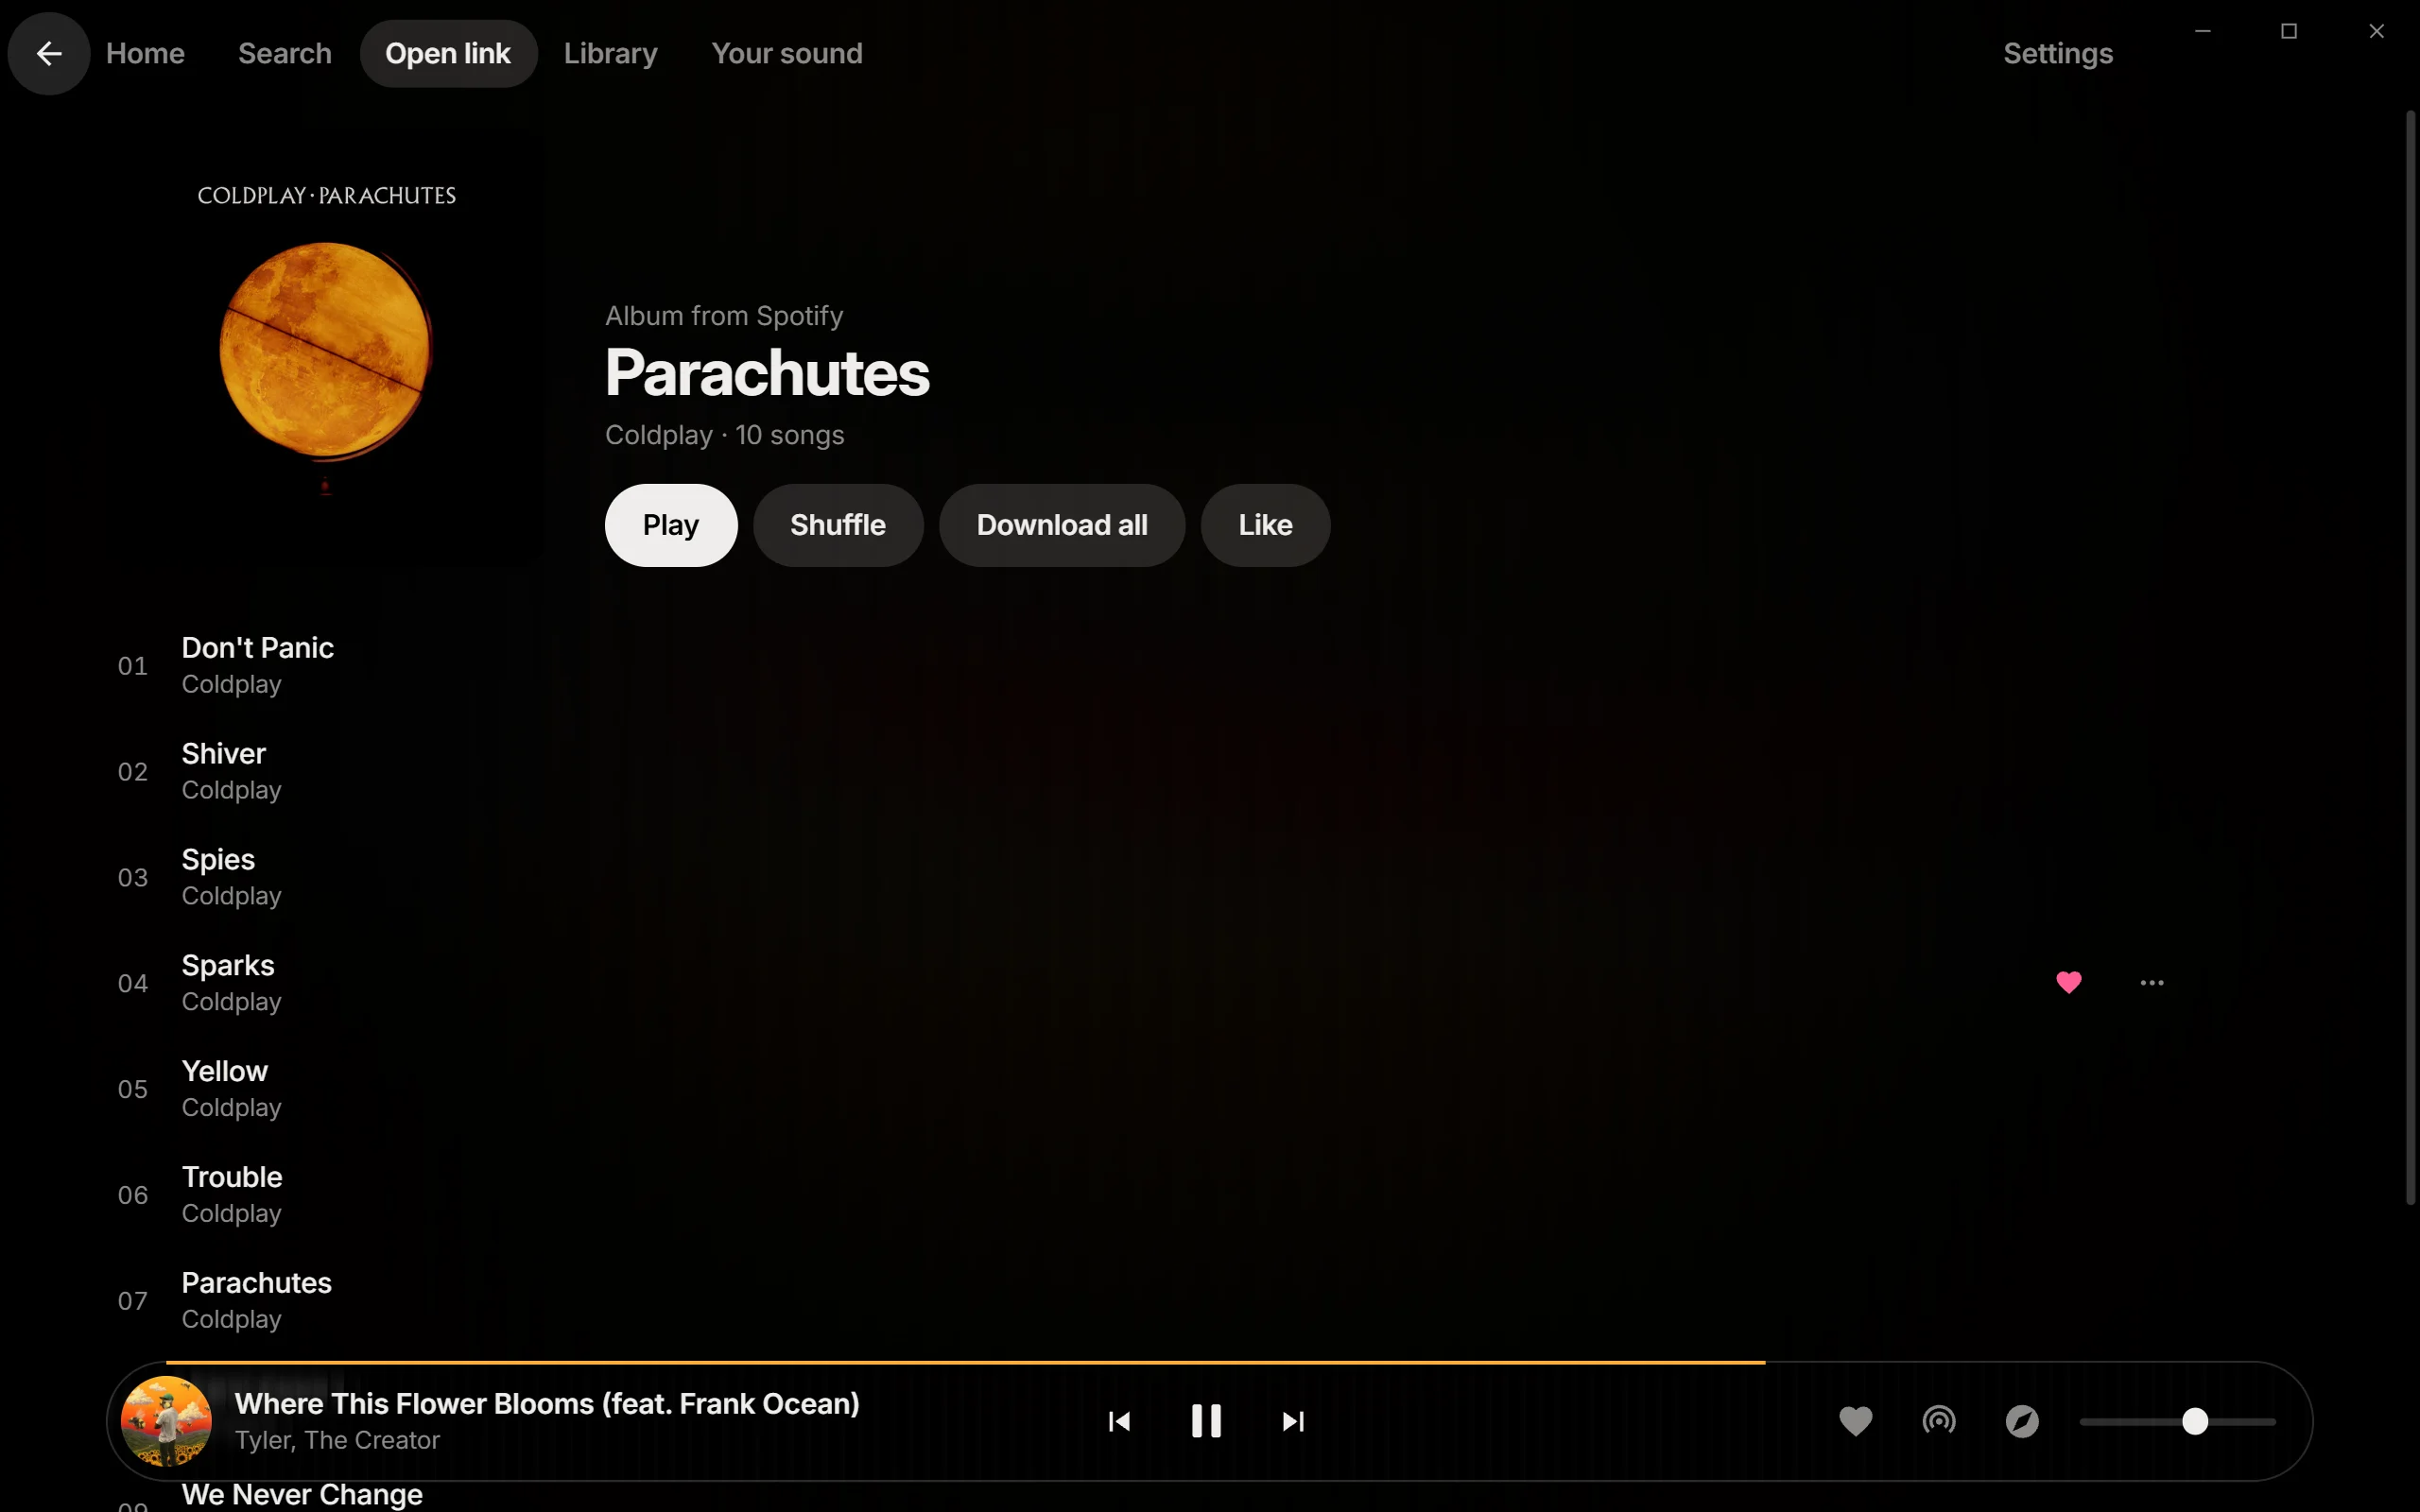 Home
Search
Open link
Library
Your sound
Settings
COLDPLAY·PARACHUTES
Album from Spotify
Parachutes
Coldplay · 10 songs
Play
Shuffle
Download all
Like
01
Don't Panic
Coldplay
02
Shiver
Coldplay
03
Spies
Coldplay
04
Sparks
Coldplay
05
Yellow
Coldplay
06
Trouble
Coldplay
07
Parachutes
Coldplay
Where This Flower Blooms (feat. Frank Ocean)
Tyler, The Creator
09
We Never Change